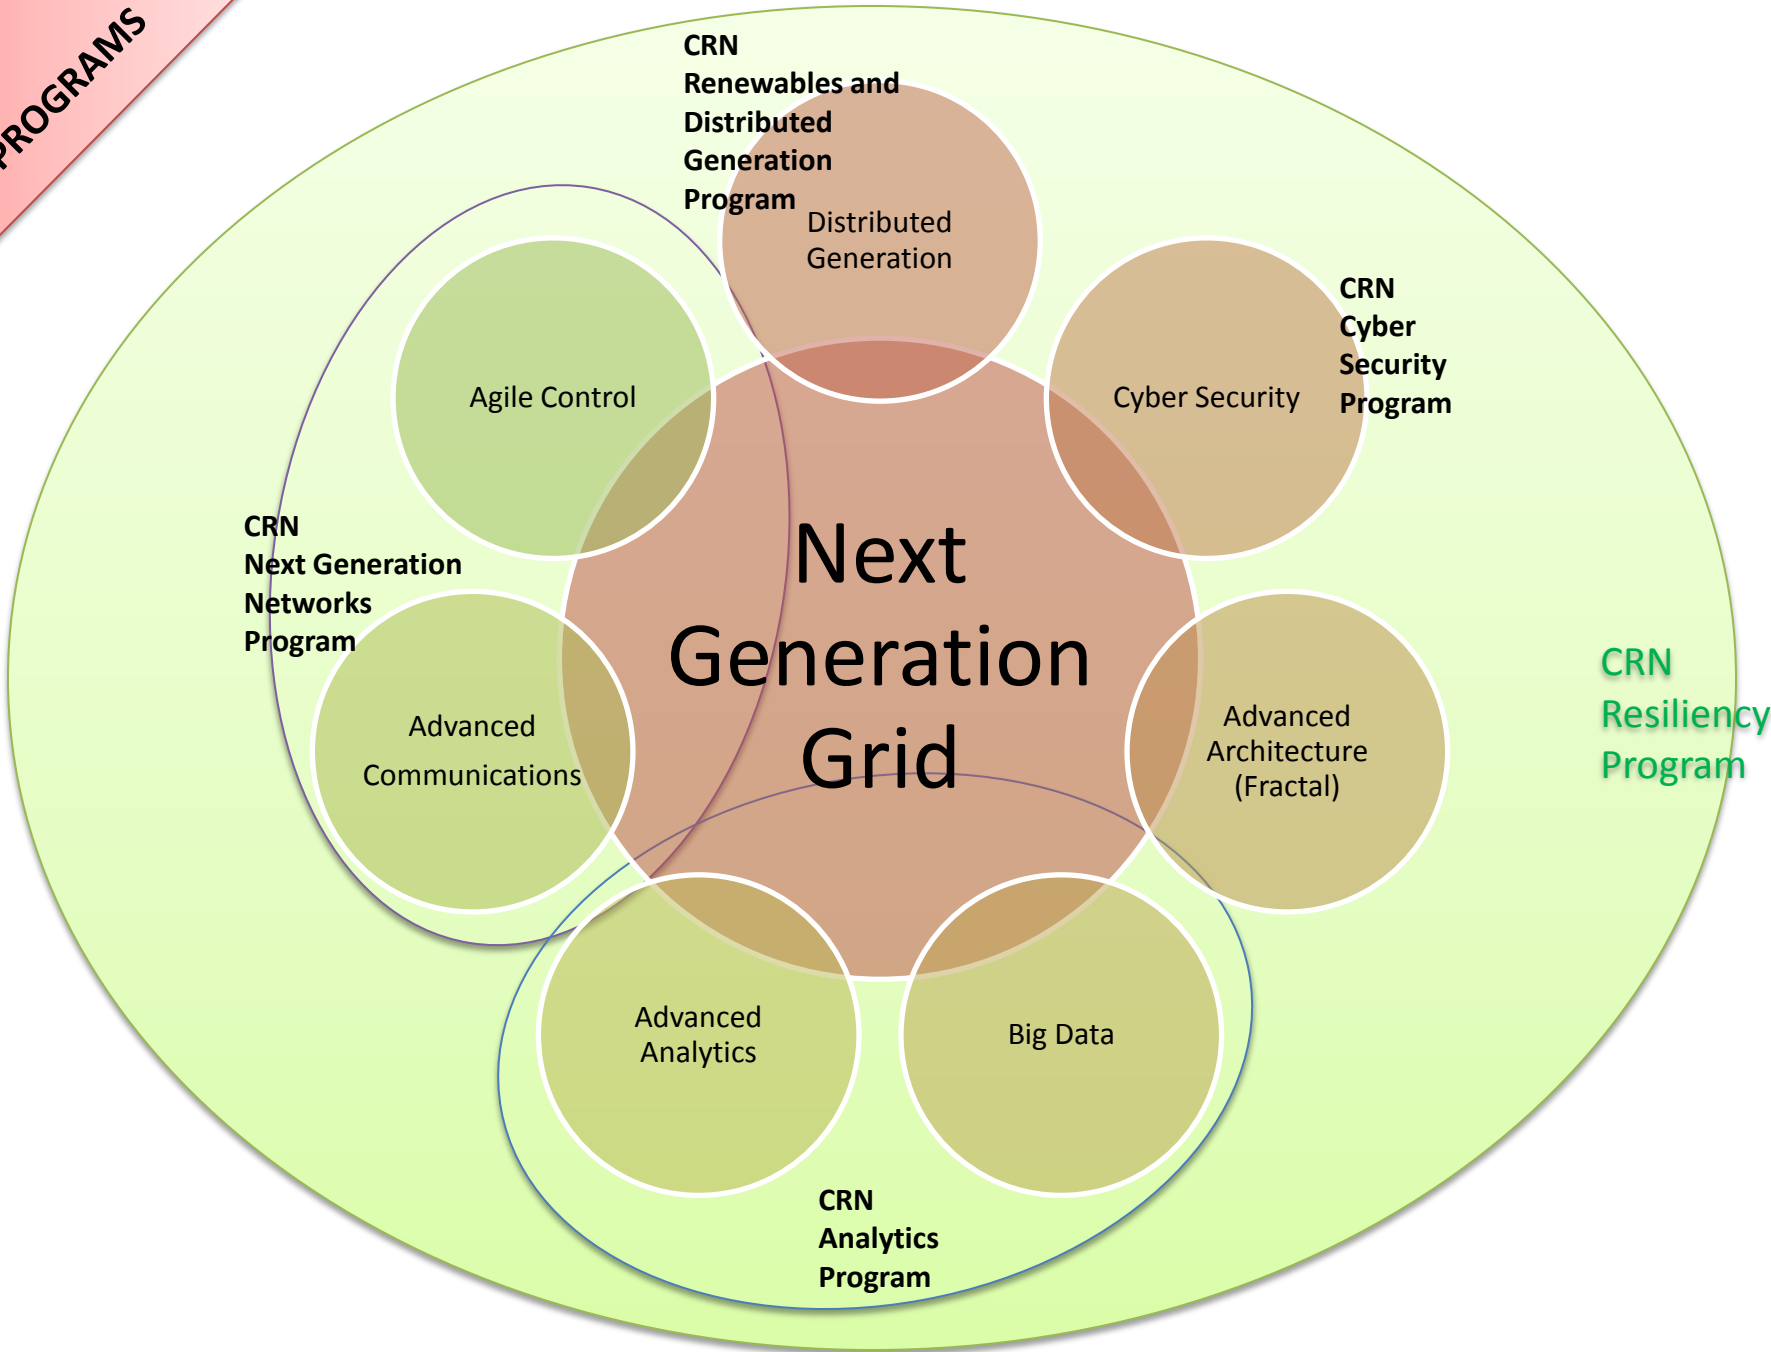 PROGRAMS
CRN
Renewables and
Distributed
Generation
Program
Distributed
Generation
Agile Control
Cyber Security
CRN
Cyber
Security
Program
CRN
Next Generation
Networks
Program
Next
Generation
Grid
Advanced
Communications
Advanced
Architecture
(Fractal)
CRN
Resiliency
Program
Advanced
Analytics
Big Data
CRN
Analytics
Program